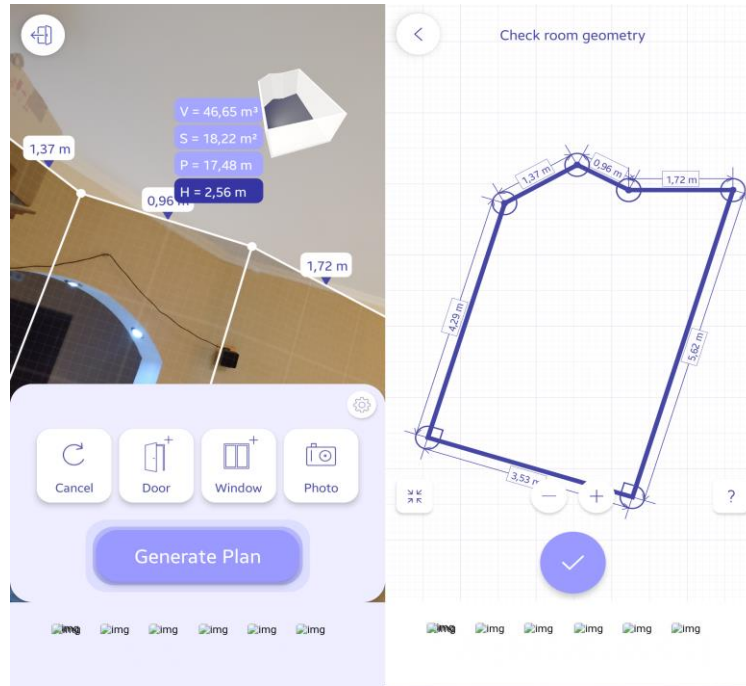 V = 46,65 m³
S = 18,22 m²
P = 17,48 m
H = 2,56 m
1,37 m
0,96
1,72 m
Cancel
Door
Window
Photo
Generate Plan
img
img
img
img
img
img
Check room geometry
1,37 m
0,96 m
1,72 m
4,29 m
5,62 m
3,53 m
?
img
img
img
img
img
img